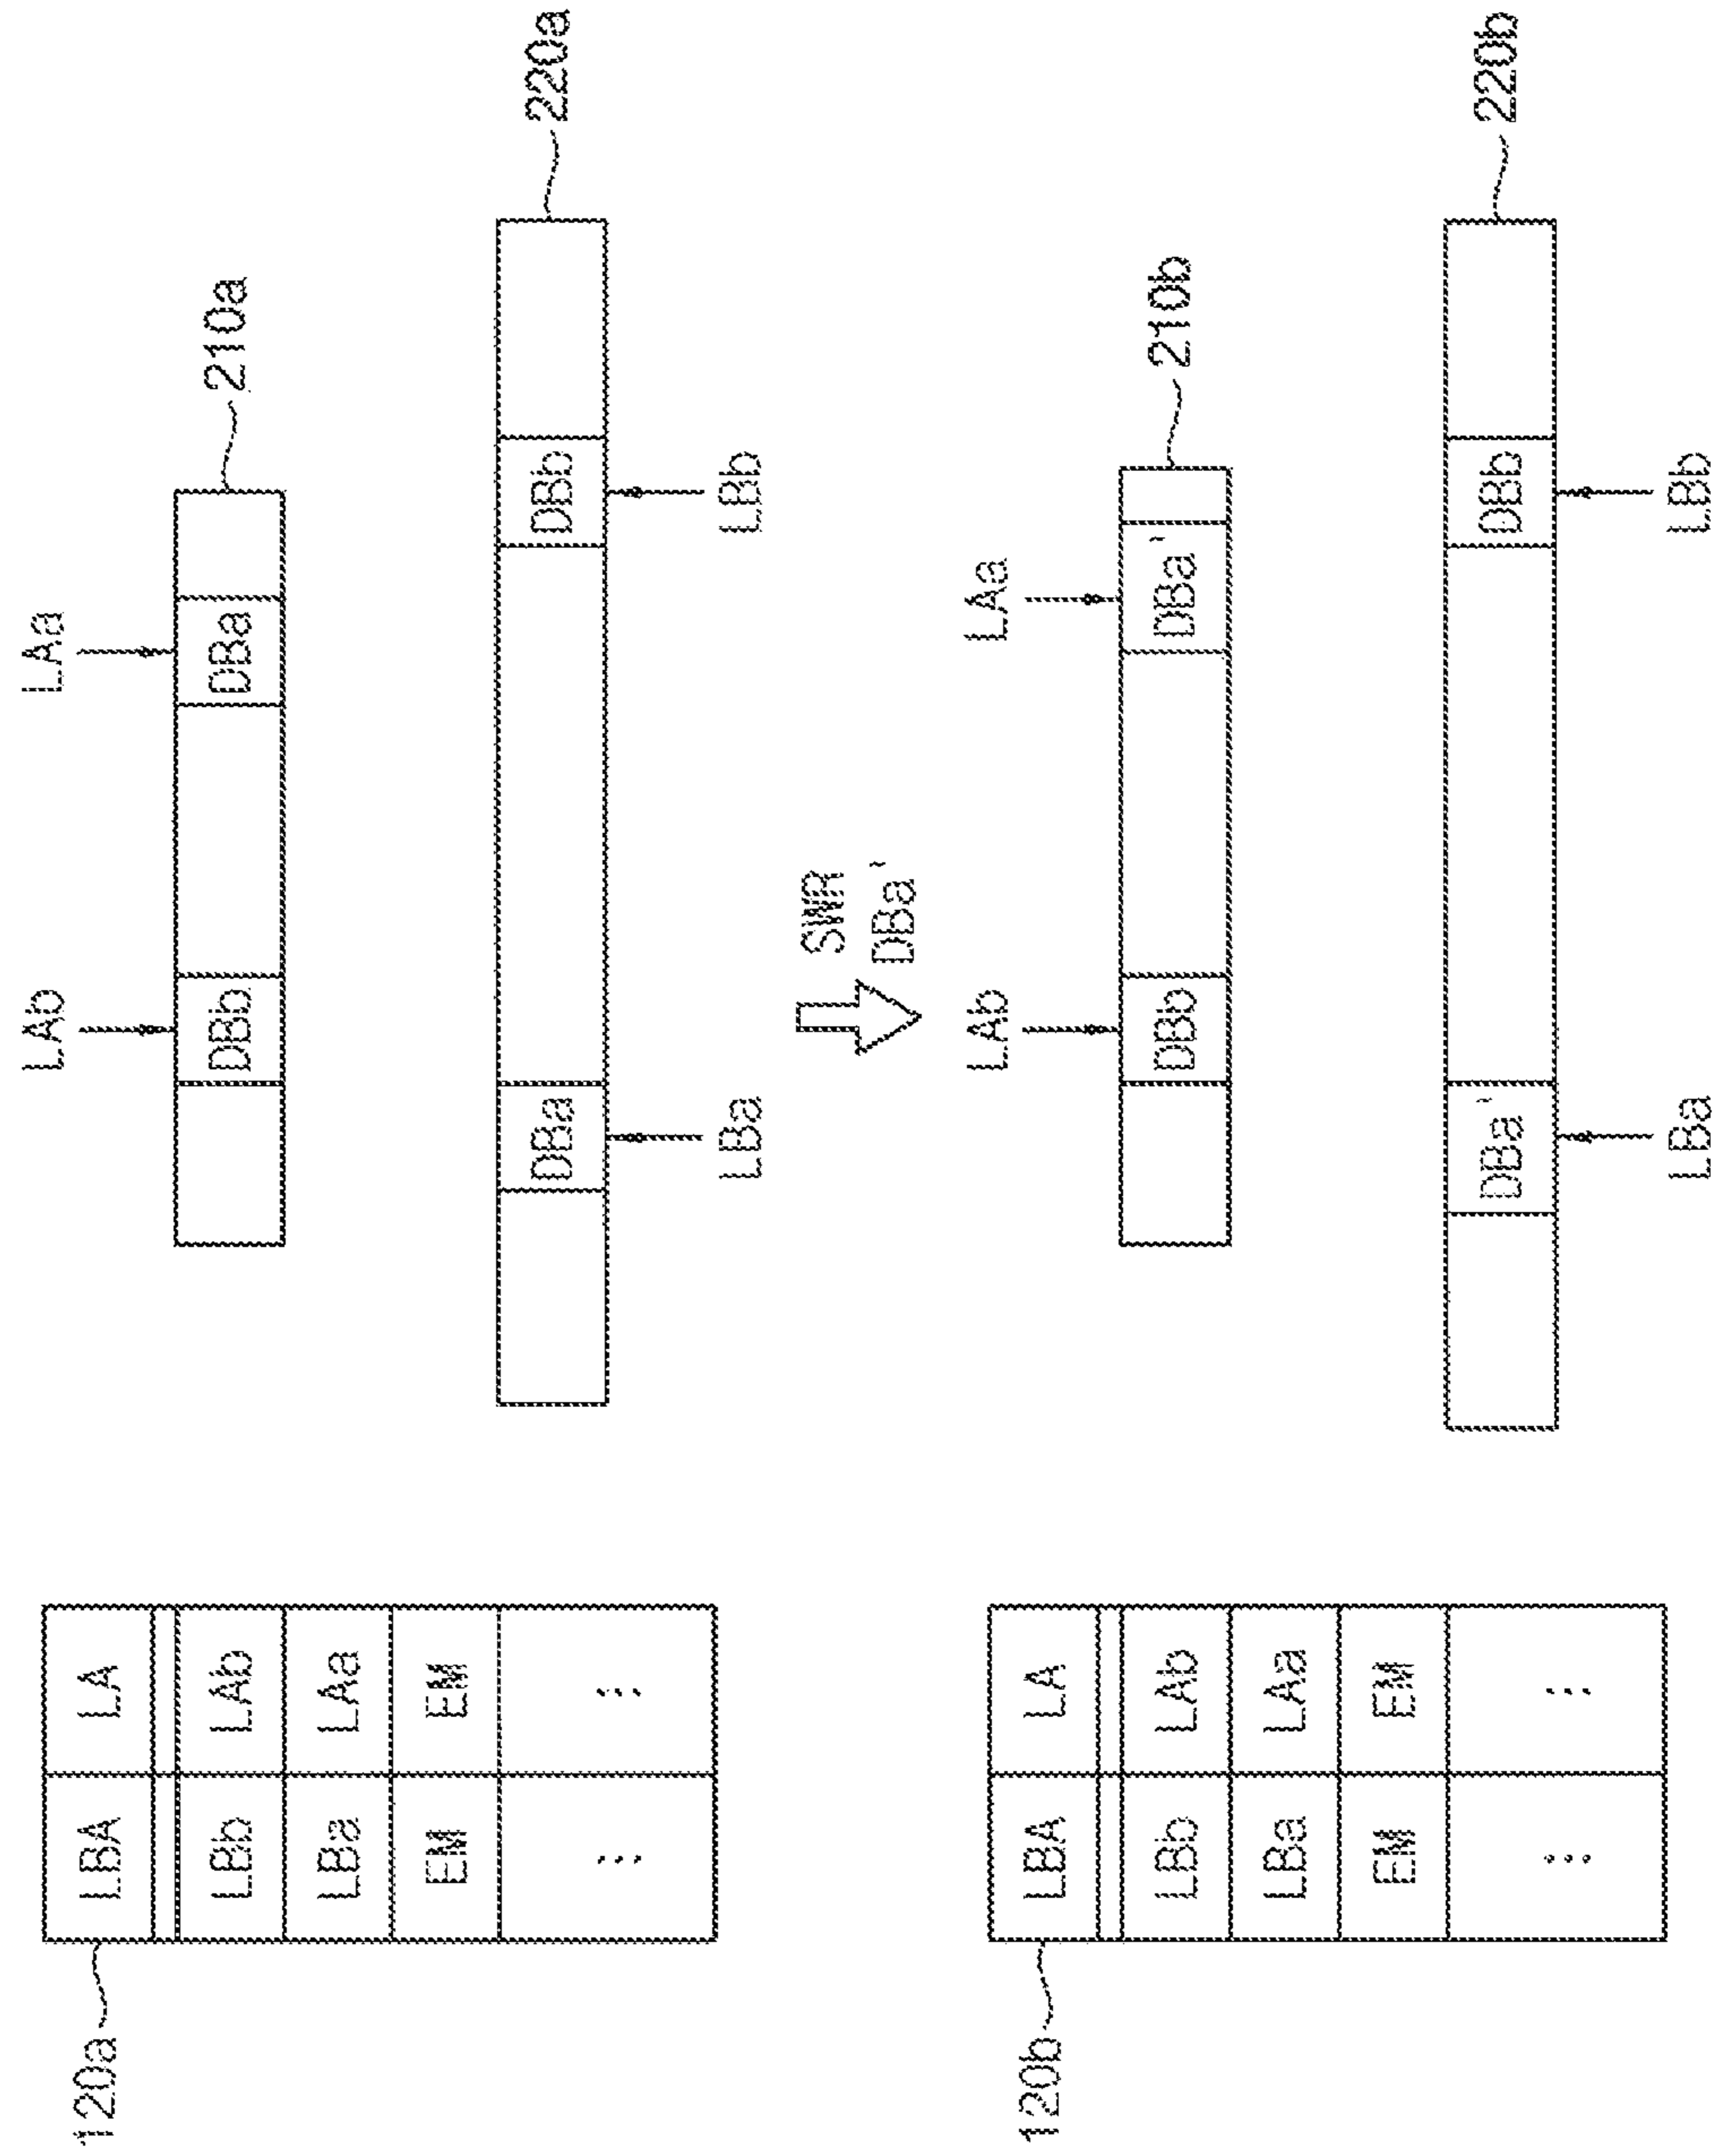 120a
LBA LA
LBb LAb
LBa LAa
EM EM
⋮ ⋮
LAb LAa
DBb DBa 210a
DBa DBb 220a
LBa LBb
SWR
DBa'
120b
LBA LA
LBb LAb
LBa LAa
EM EM
⋮ ⋮
LAb LAa
DBb DBa' 210b
DBa' DBb 220b
LBa LBb